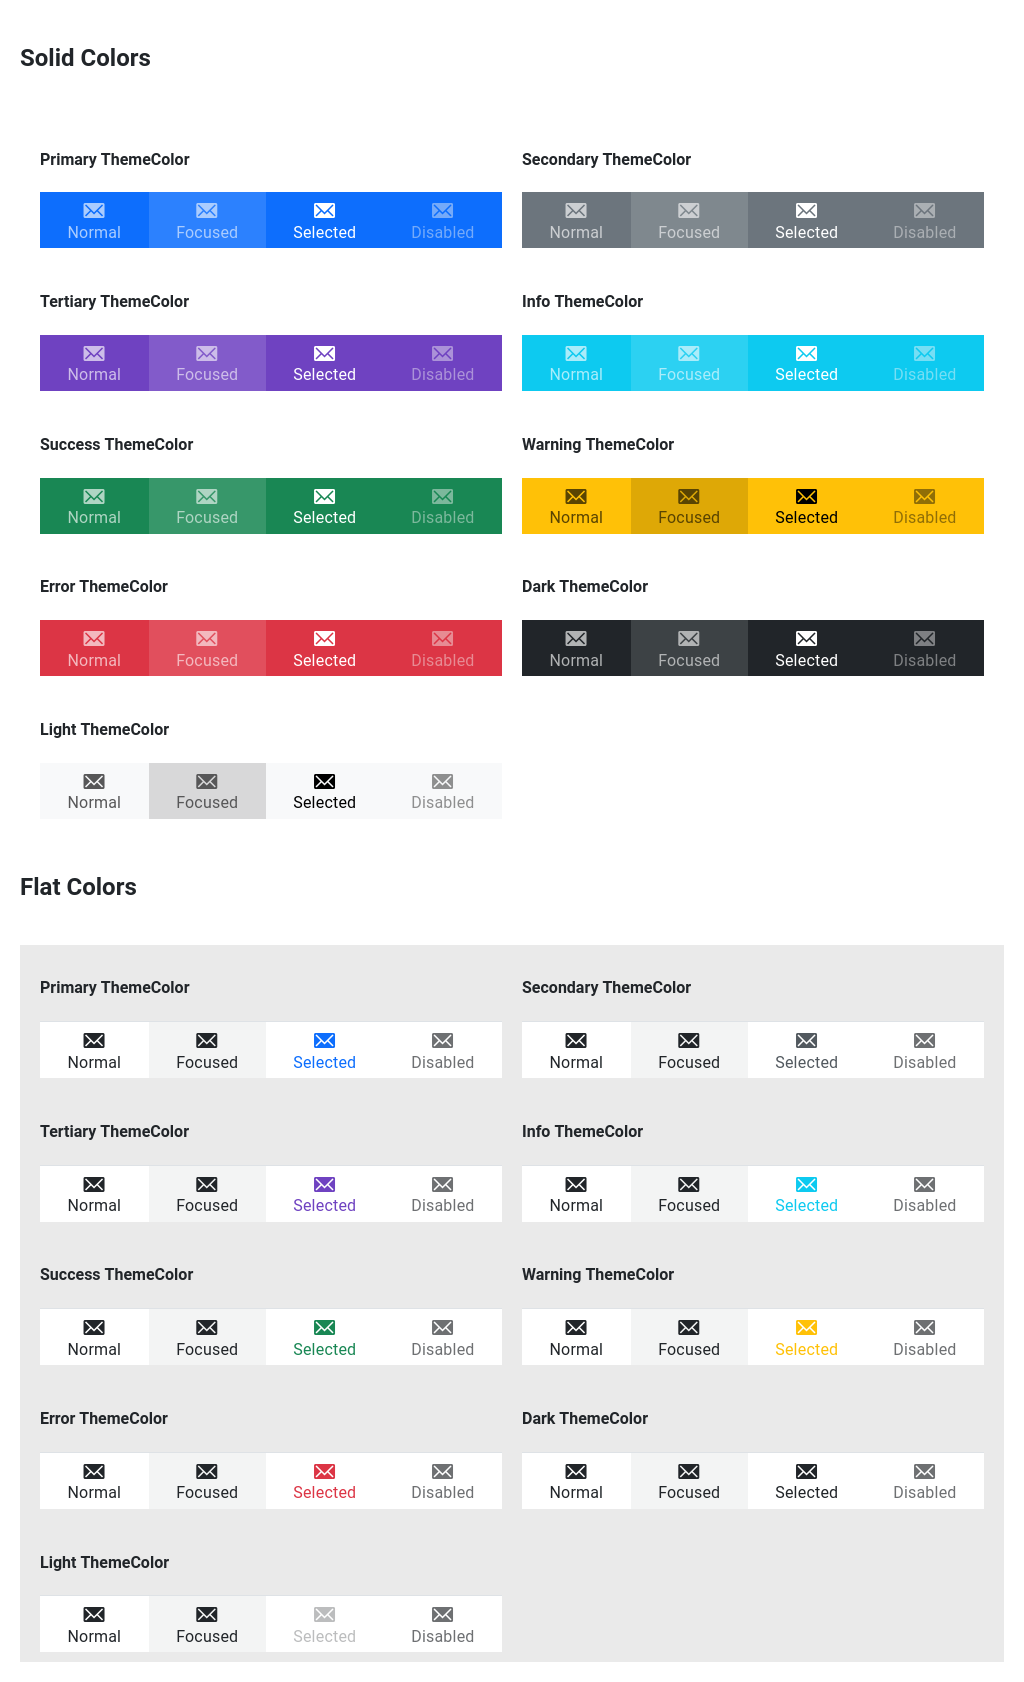 Solid Colors
Primary ThemeColor Secondary ThemeColor
Normal Focused Selected Disabled Normal Focused Selected Disabled
Tertiary ThemeColor Info ThemeColor
Normal Focused Selected Disabled Normal Focused Selected Disabled
Success ThemeColor Warning ThemeColor
Normal Focused Selected Disabled Normal Focused Selected Disabled
Error ThemeColor Dark ThemeColor
Normal Focused Selected Disabled Normal Focused Selected Disabled
Light ThemeColor
Normal Focused Selected Disabled
Flat Colors
Primary ThemeColor Secondary ThemeColor
Normal Focused Selected Disabled Normal Focused Selected Disabled
Tertiary ThemeColor Info ThemeColor
Normal Focused Selected Disabled Normal Focused Selected Disabled
Success ThemeColor Warning ThemeColor
Normal Focused Selected Disabled Normal Focused Selected Disabled
Error ThemeColor Dark ThemeColor
Normal Focused Selected Disabled Normal Focused Selected Disabled
Light ThemeColor
Normal Focused Selected Disabled